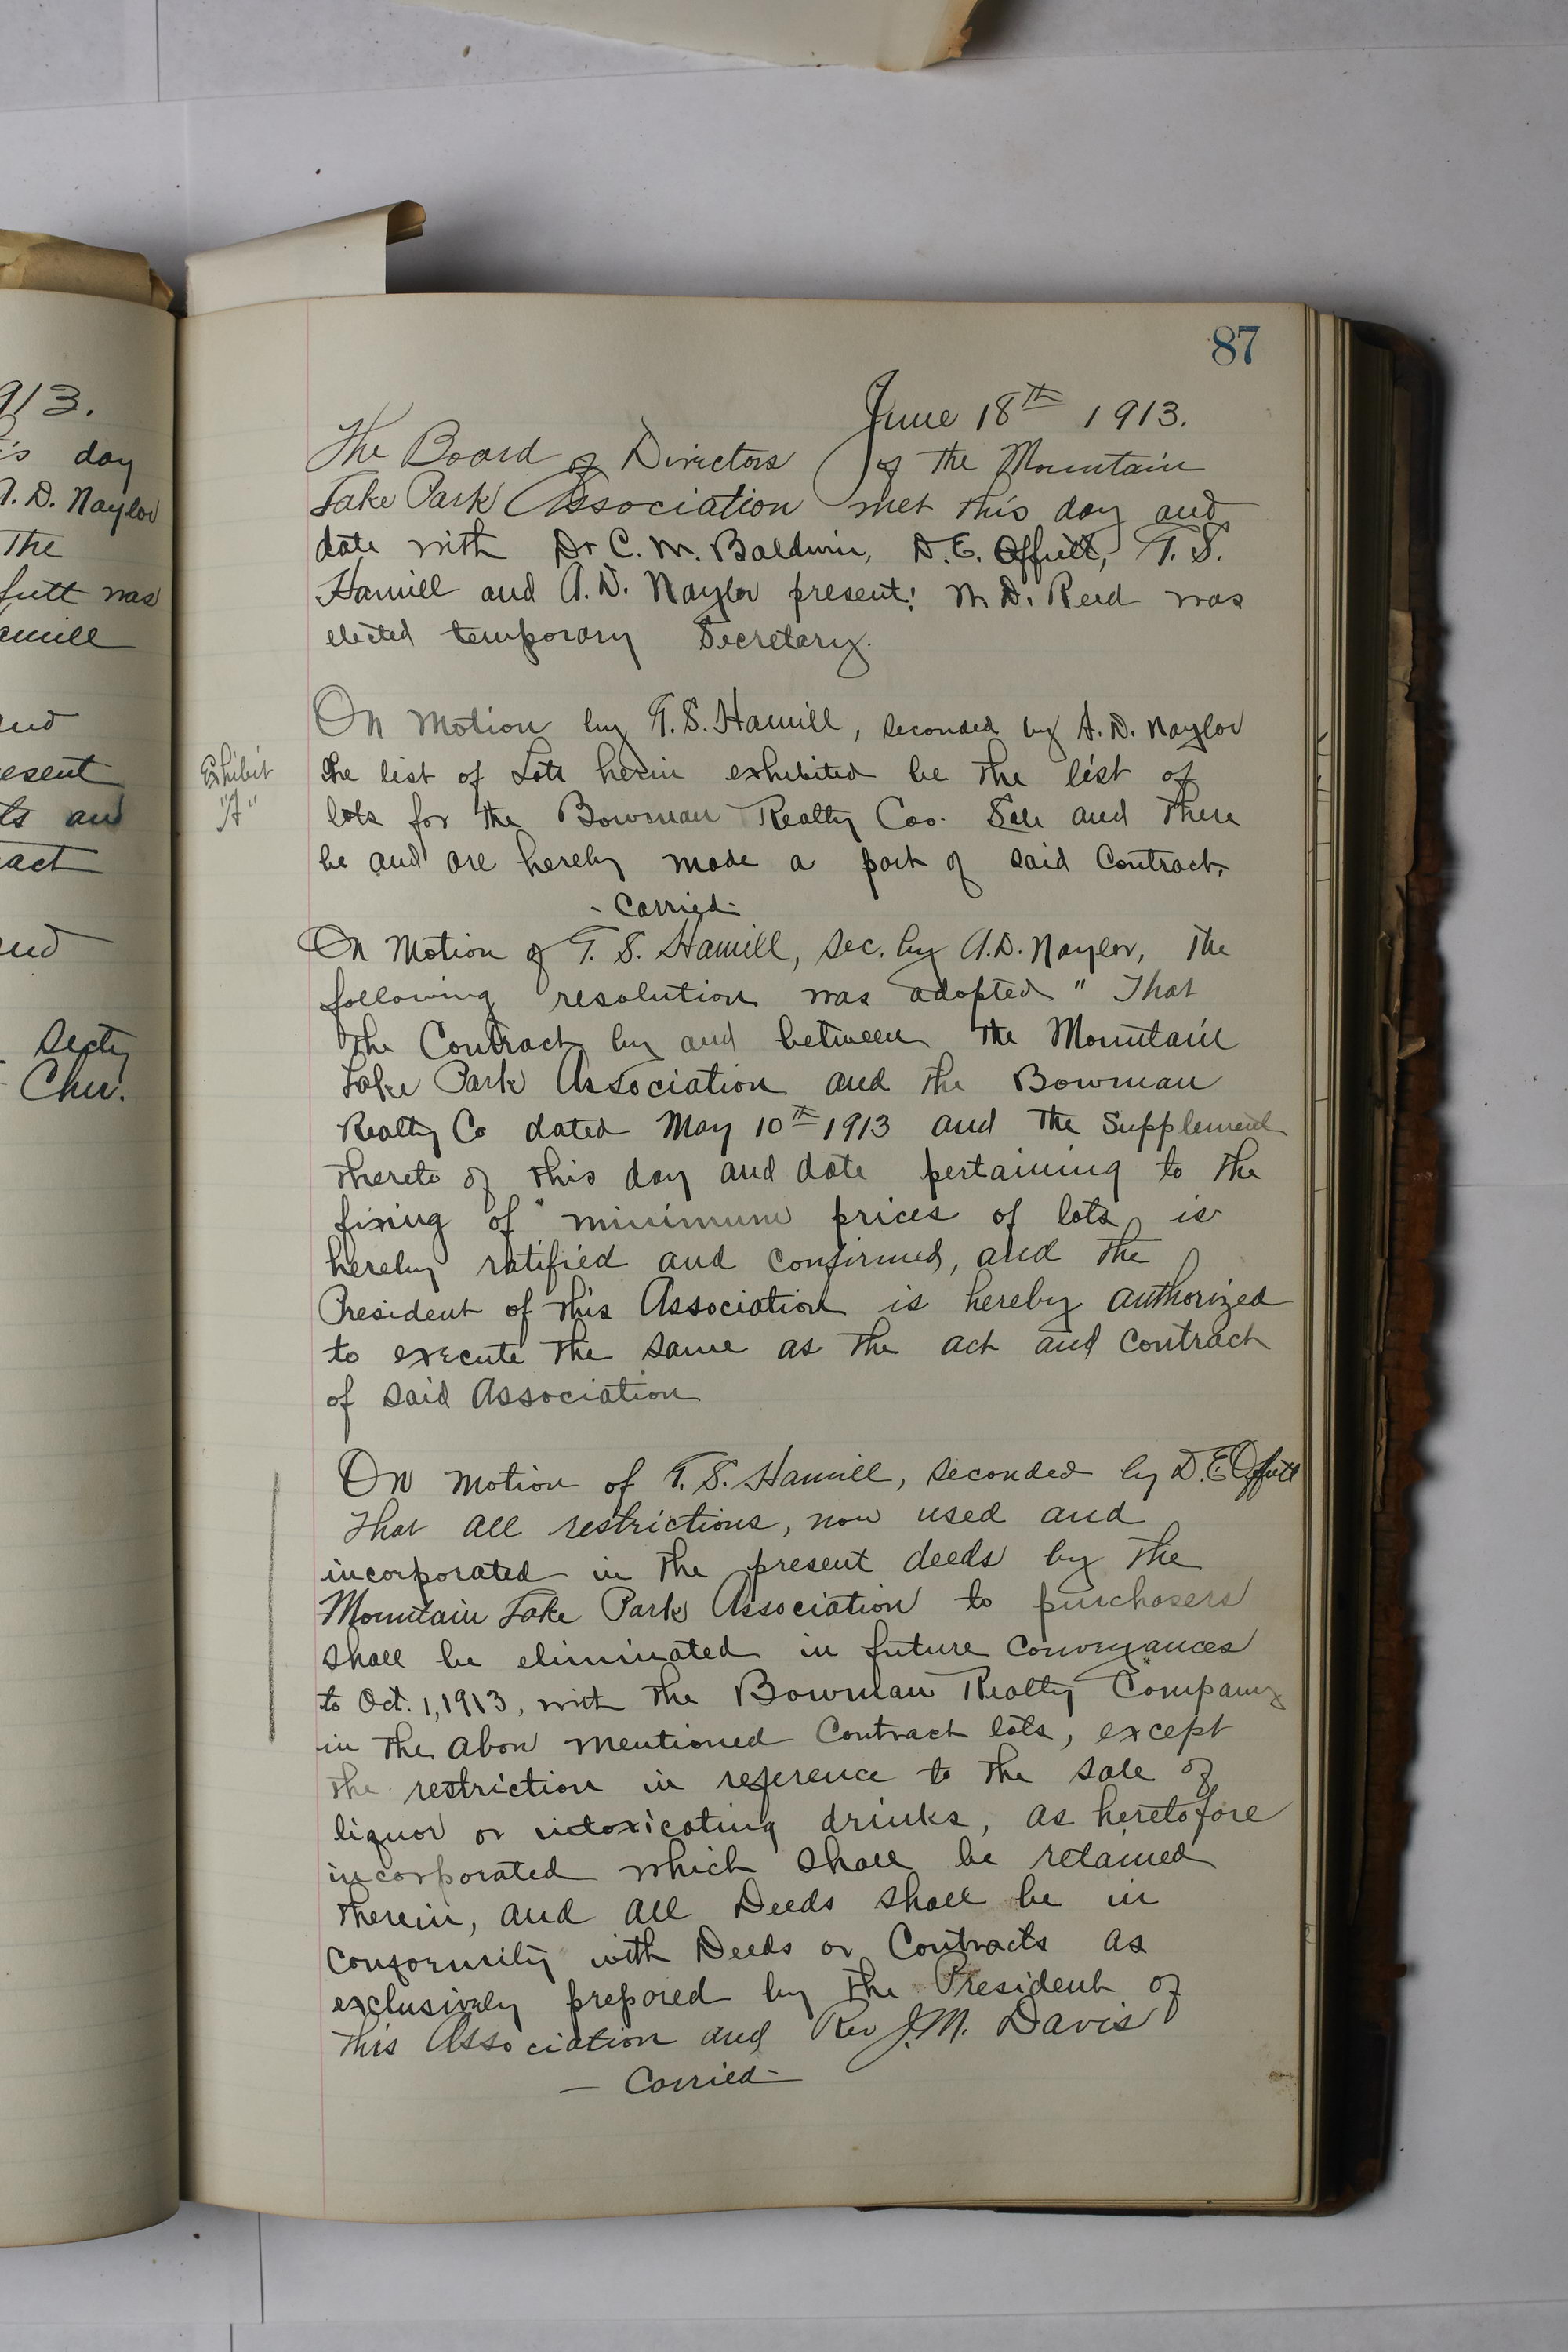 913.
is day
A. D. Naylor
The
futt was
amill
and
esent
ts and
act
and
Secty
Chn.
87
June 18th 1913.
The Board of Directors of the Mountain
Lake Park Association met this day and
date with Dr C. M. Baldwin, D. E. Offutt, T. S.
Hamill and A. D. Naylor present; M D. Reed was
elected temporary Secretary.
On Motion by T. S. Hamill, seconded by A. D. Naylor
Exhibit
"A"
the list of Lots herin exhibited be the list of
lots for the Bowman Realty Coo. Sale and these
be and are hereby made a part of said Contract.
- Carried -
On Motion of T. S. Hamill, sec. by A. D. Naylor, the
following resolution was adopted " That
the Contract by and between the Mountain
Lake Park Association and the Bowman
Realty Co dated May 10th 1913 and the Supplement
thereto of this day and date pertaining to the
fixing of minimum prices of lots is
hereby ratified and confirmed, and the
President of this Association is hereby authorized
to execute the same as the act and contract
of said Association
On Motion of T. S. Hamill, seconded by D. E Offutt
that all restrictions, now used and
incorporated in the present deeds by the
Mountain Lake Park Association to purchasers
shall be eliminated in future conveyances
to Oct. 1, 1913, with the Bowman Realty Company
in the above mentioned Contract lots, except
the restriction in reference to the sale of
liquor or intoxicating drinks, as heretofore
incorporated which shall be retained
therein, and all Deeds shall be in
conformity with Deeds or Contracts as
exclusively prepared by the President of
this Association and Rev J. M. Davis
- Carried -